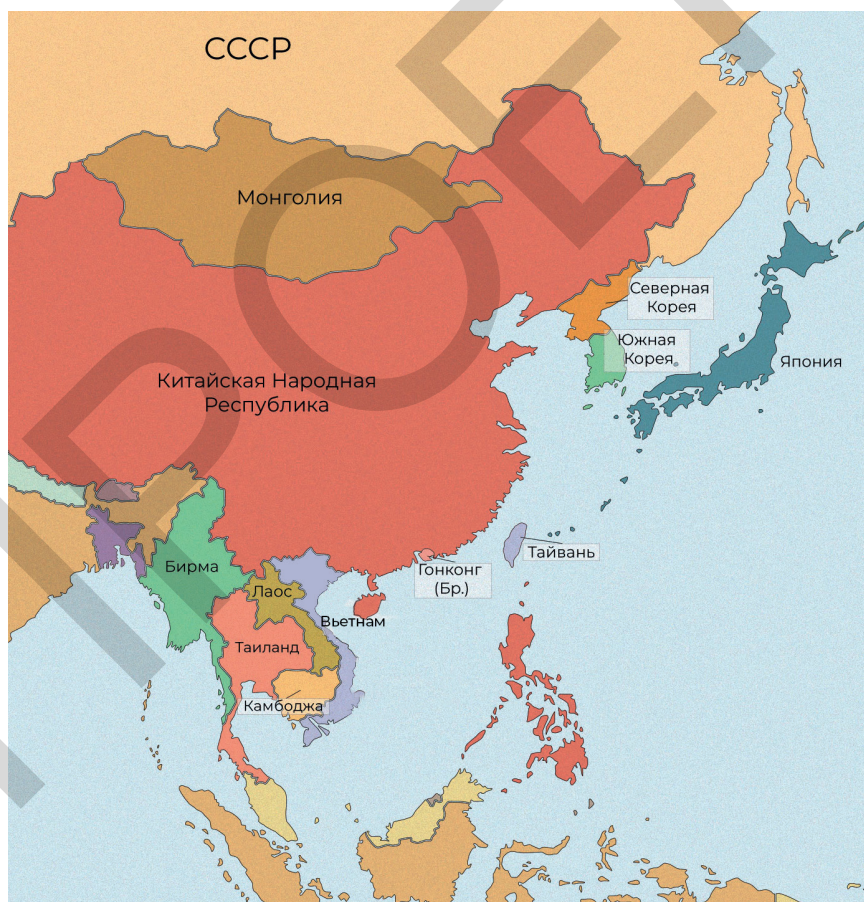 СССР
Монголия
Северная
Корея
Южная
Корея
Япония
Китайская Народная
Республика
Тайвань
Гонконг
(Бр.)
Бирма
Лаос
Вьетнам
Таиланд
Камбоджа